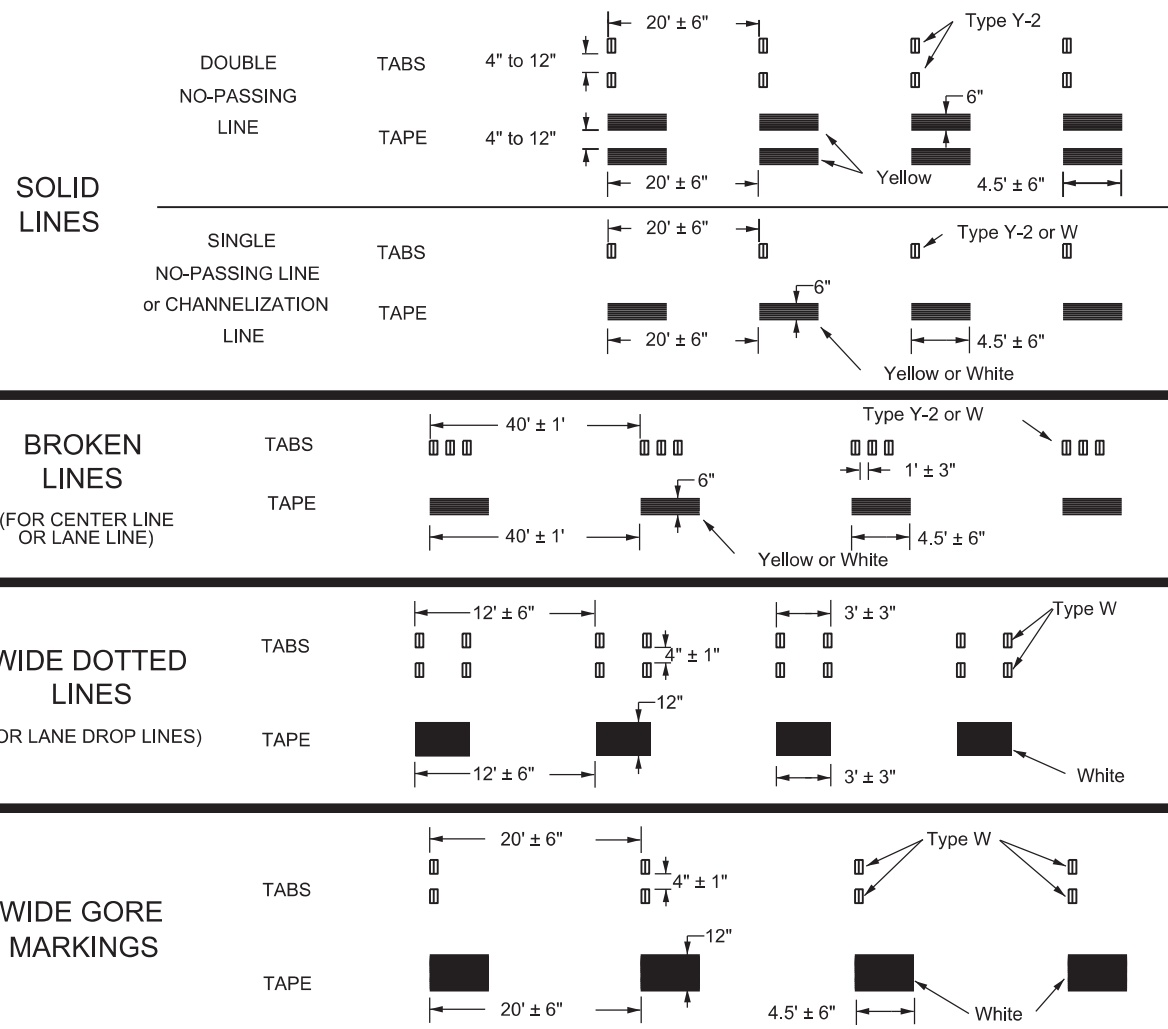 20' ± 6"
Type Y-2
DOUBLE
NO-PASSING
LINE
TABS
4" to 12"
6"
TAPE
4" to 12"
Yellow
20' ± 6"
4.5' ± 6"
SOLID
LINES
20' ± 6"
SINGLE
NO-PASSING LINE
or CHANNELIZATION
LINE
TABS
Type Y-2 or W
6"
TAPE
20' ± 6"
4.5' ± 6"
Yellow or White
BROKEN
LINES
(FOR CENTER LINE
OR LANE LINE)
40' ± 1'
Type Y-2 or W
TABS
1' ± 3"
6"
TAPE
40' ± 1'
4.5' ± 6"
Yellow or White
WIDE DOTTED
LINES
OR LANE DROP LINES)
12' ± 6"
3' ± 3"
Type W
TABS
4" ± 1"
12"
TAPE
12' ± 6"
3' ± 3"
White
WIDE GORE
MARKINGS
20' ± 6"
Type W
TABS
4" ± 1"
12"
TAPE
20' ± 6"
4.5' ± 6"
White